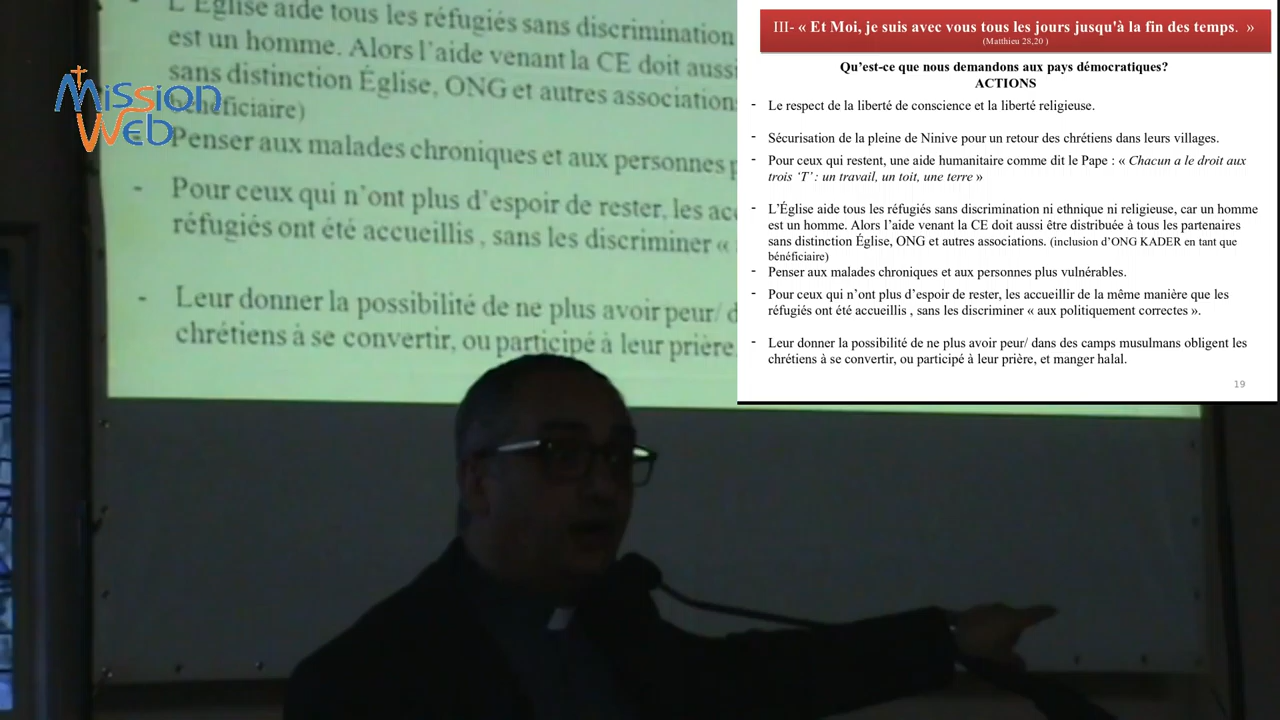 L'Église aide tous les réfugiés sans discrimination
est un homme. Alors l'aide venant la CE doit aussi
sans distinction Église, ONG et autres association
bénéficiaire)
Penser aux malades chroniques et aux personnes p
- Pour ceux qui n'ont plus d'espoir de rester, les acc
réfugiés ont été accueillis , sans les discriminer «
- Leur donner la possibilité de ne plus avoir peur/ d
chrétiens à se convertir, ou participé à leur prière
Mission
Web
III- « Et Moi, je suis avec vous tous les jours jusqu'à la fin des temps. »
(Matthieu 28,20 )
Qu'est-ce que nous demandons aux pays démocratiques?
ACTIONS
- Le respect de la liberté de conscience et la liberté religieuse.
- Sécurisation de la pleine de Ninive pour un retour des chrétiens dans leurs villages.
- Pour ceux qui restent, une aide humanitaire comme dit le Pape : « Chacun a le droit aux
trois 'T' : un travail, un toit, une terre »
- L'Église aide tous les réfugiés sans discrimination ni ethnique ni religieuse, car un homme
est un homme. Alors l'aide venant la CE doit aussi être distribuée à tous les partenaires
sans distinction Église, ONG et autres associations. (inclusion d'ONG KADER en tant que
bénéficiaire)
- Penser aux malades chroniques et aux personnes plus vulnérables.
- Pour ceux qui n'ont plus d'espoir de rester, les accueillir de la même manière que les
réfugiés ont été accueillis , sans les discriminer « aux politiquement correctes ».
- Leur donner la possibilité de ne plus avoir peur/ dans des camps musulmans obligent les
chrétiens à se convertir, ou participé à leur prière, et manger halal.
19